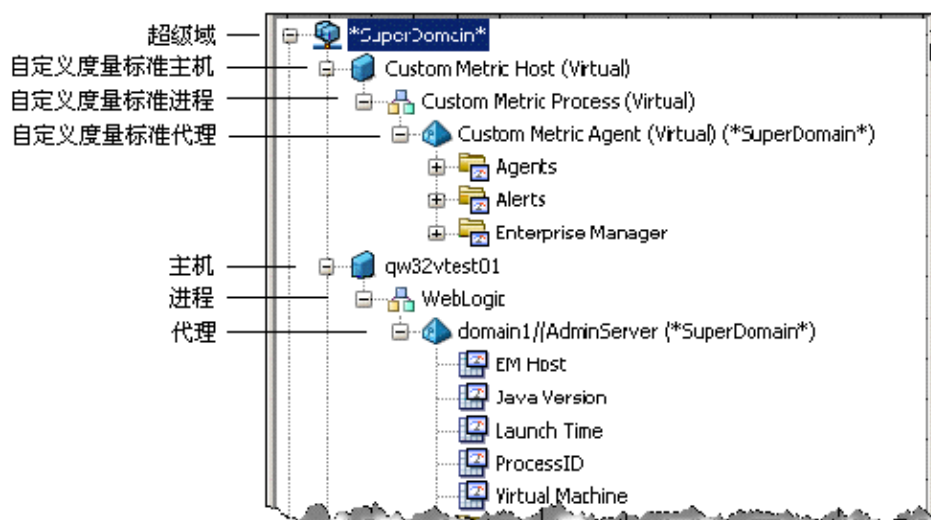 超级域 *SuperDomain*
自定义度量标准主机 Custom Metric Host (Virtual)
自定义度量标准进程 Custom Metric Process (Virtual)
自定义度量标准代理 Custom Metric Agent (Virtual) (*SuperDomain*)
Agents
Alerts
Enterprise Manager
主机 qw32vtest01
进程 WebLogic
代理 domain1//AdminServer (*SuperDomain*)
EM Host
Java Version
Launch Time
ProcessID
Virtual Machine